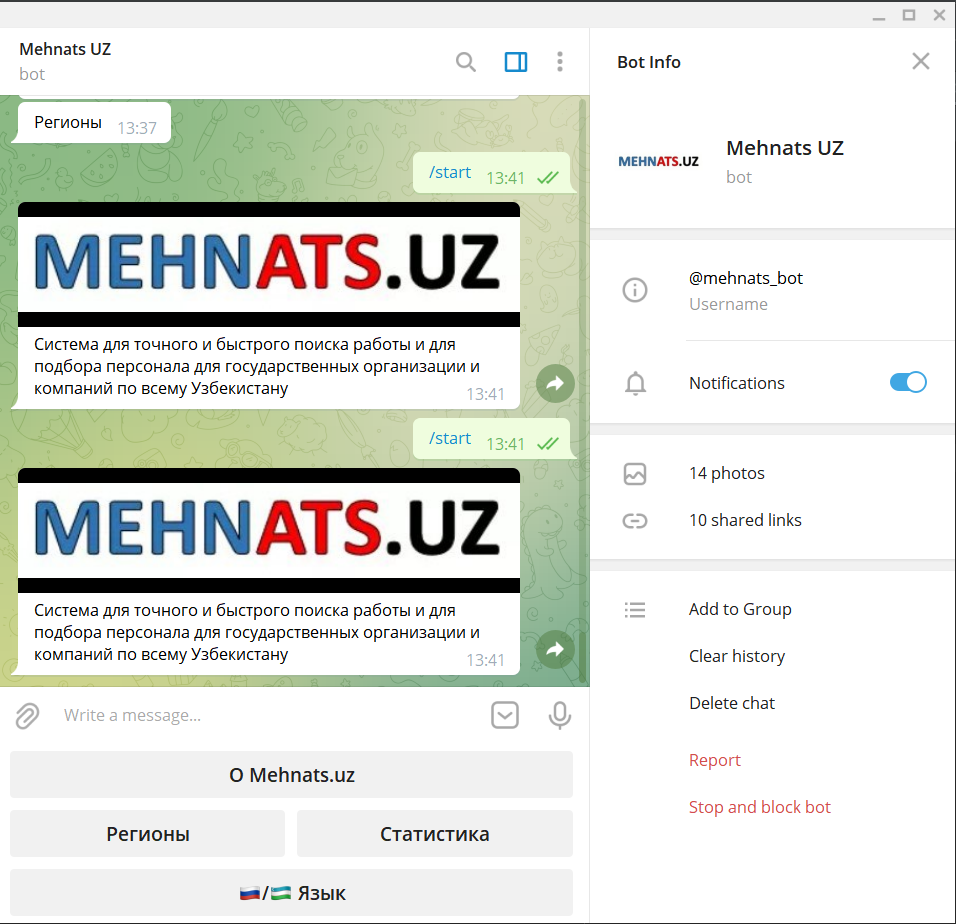 Mehnats UZ
bot
Регионы 13:37
/start 13:41
MEHNATS.UZ
Система для точного и быстрого поиска работы и для
подбора персонала для государственных организации и
компаний по всему Узбекистану
13:41
/start 13:41
MEHNATS.UZ
Система для точного и быстрого поиска работы и для
подбора персонала для государственных организации и
компаний по всему Узбекистану
13:41
Write a message...
О Mehnats.uz
Регионы
Статистика
/ Язык
Bot Info
MEHNATS.UZ
Mehnats UZ
bot
@mehnats_bot
Username
Notifications
14 photos
10 shared links
Add to Group
Clear history
Delete chat
Report
Stop and block bot